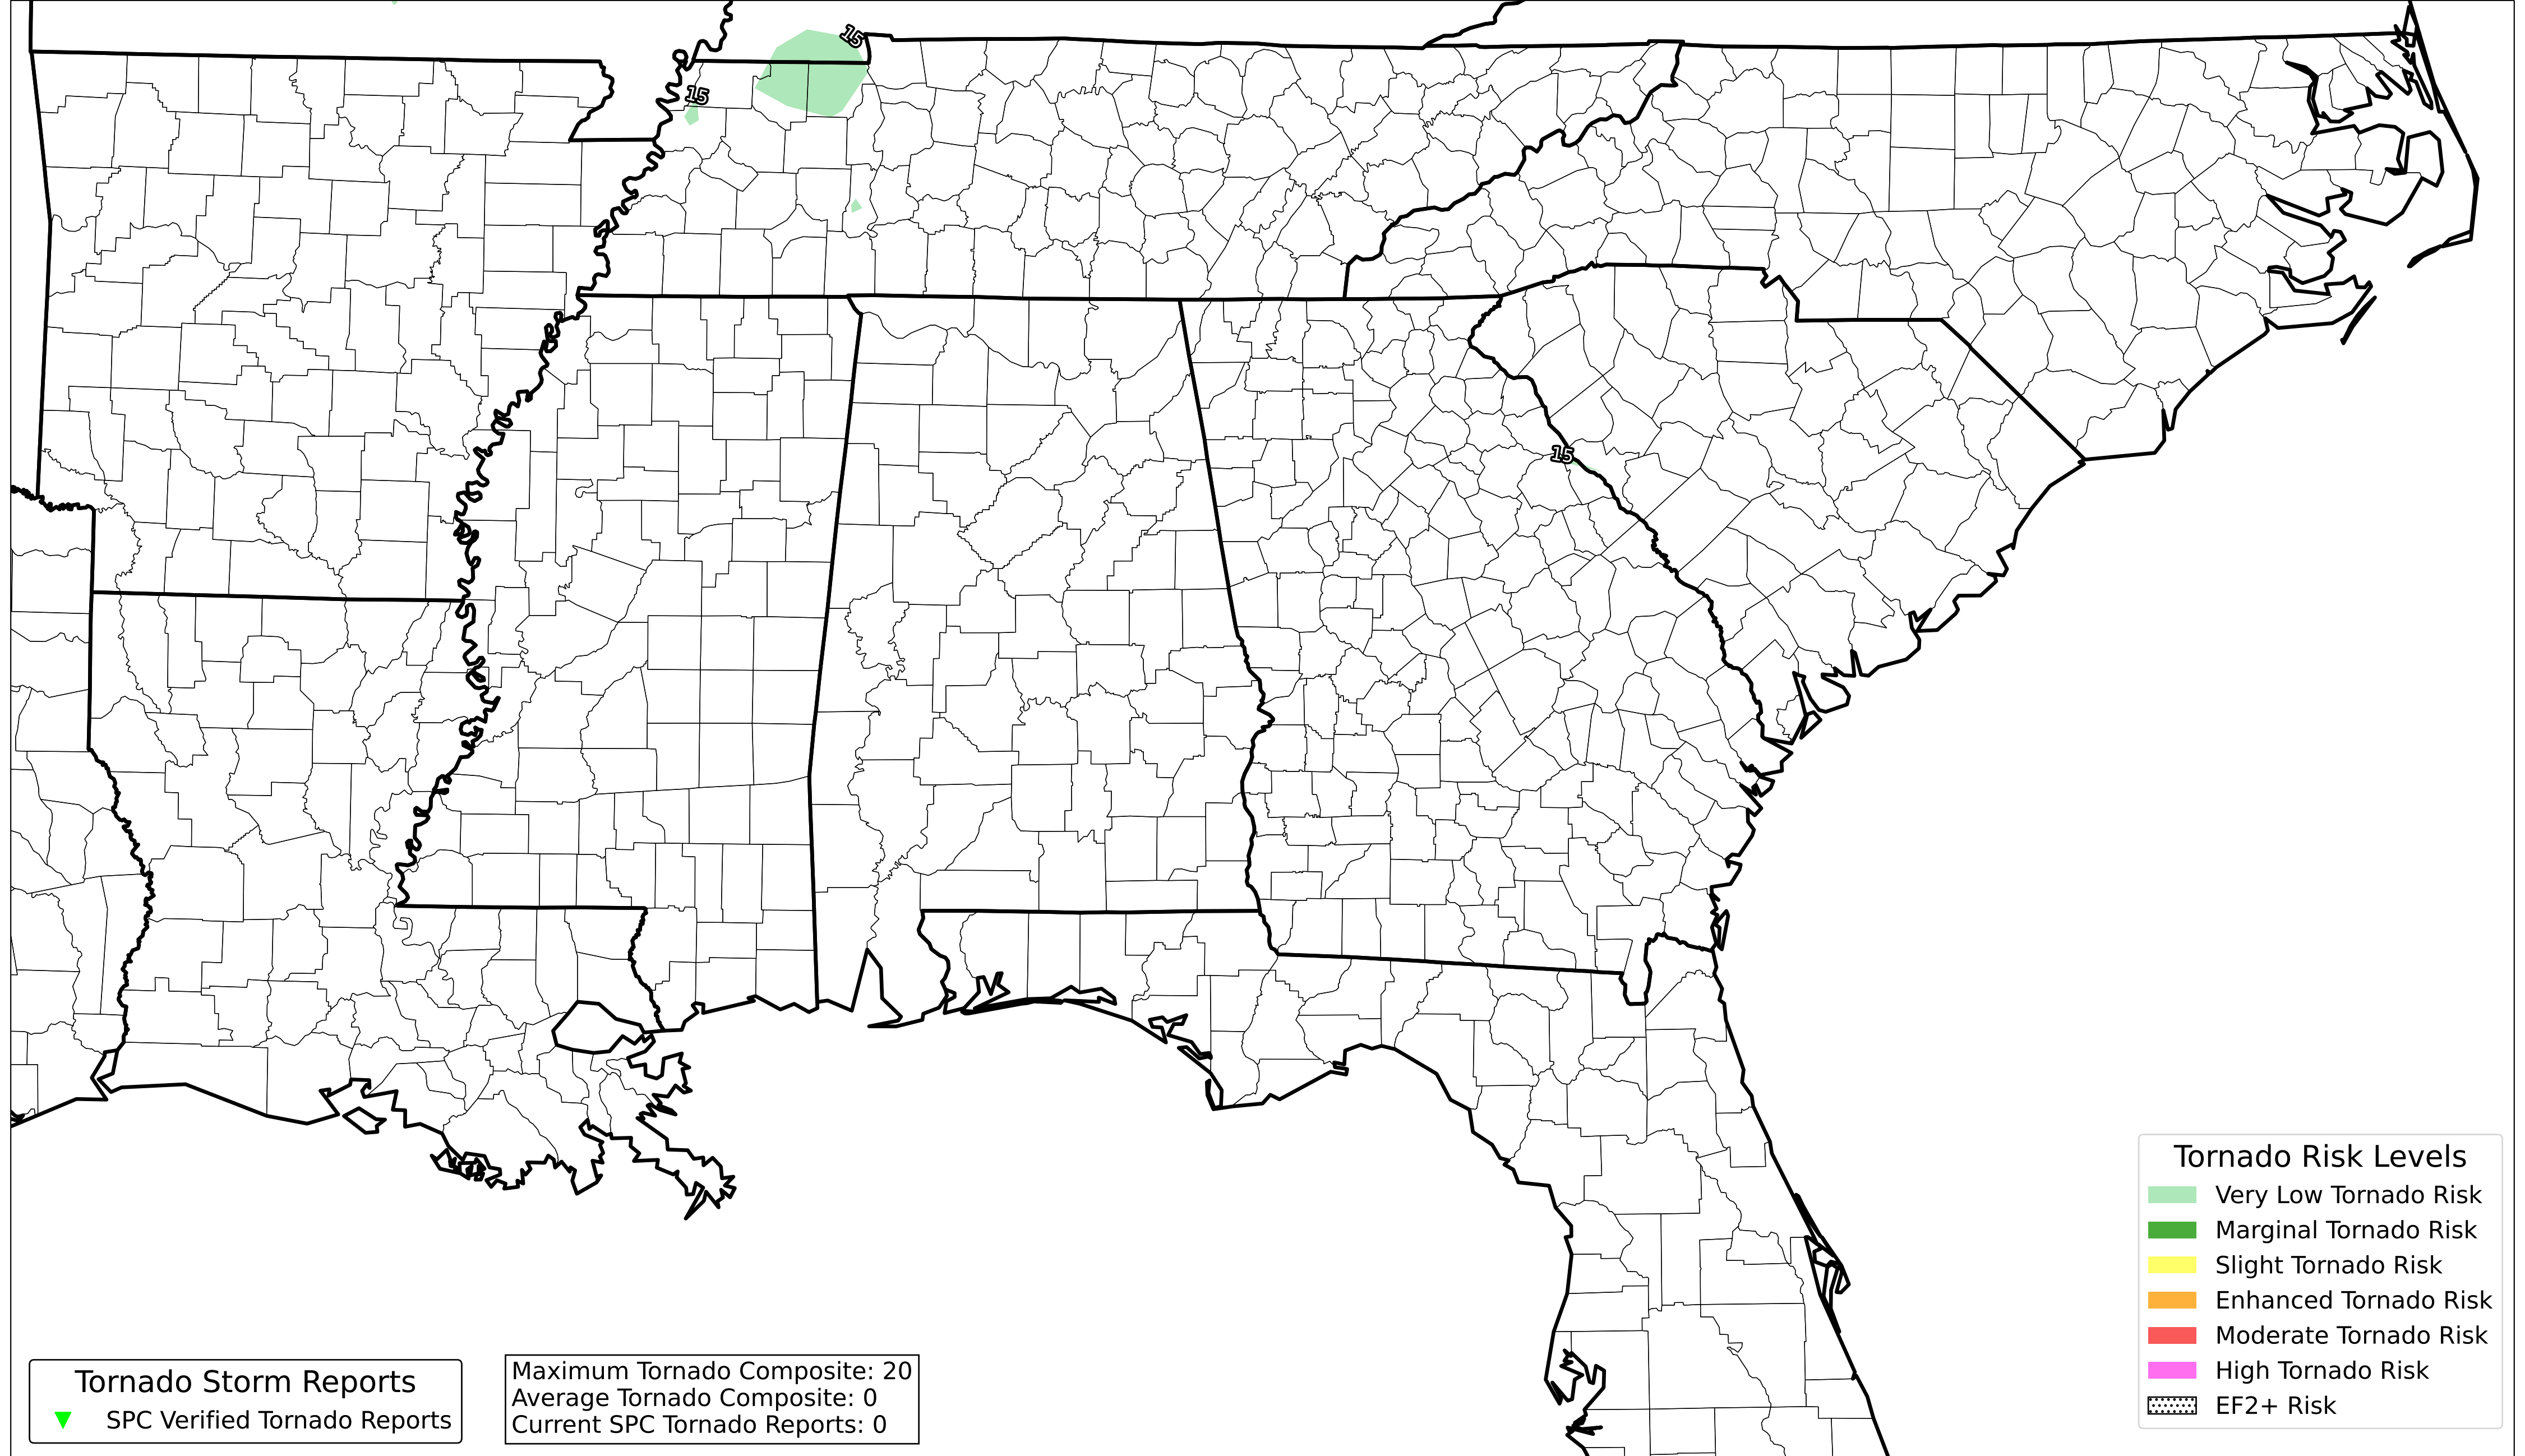 15
15
15
Tornado Risk Levels
Very Low Tornado Risk
Marginal Tornado Risk
Slight Tornado Risk
Enhanced Tornado Risk
Moderate Tornado Risk
High Tornado Risk
EF2+ Risk
Tornado Storm Reports
SPC Verified Tornado Reports
Maximum Tornado Composite: 20
Average Tornado Composite: 0
Current SPC Tornado Reports: 0